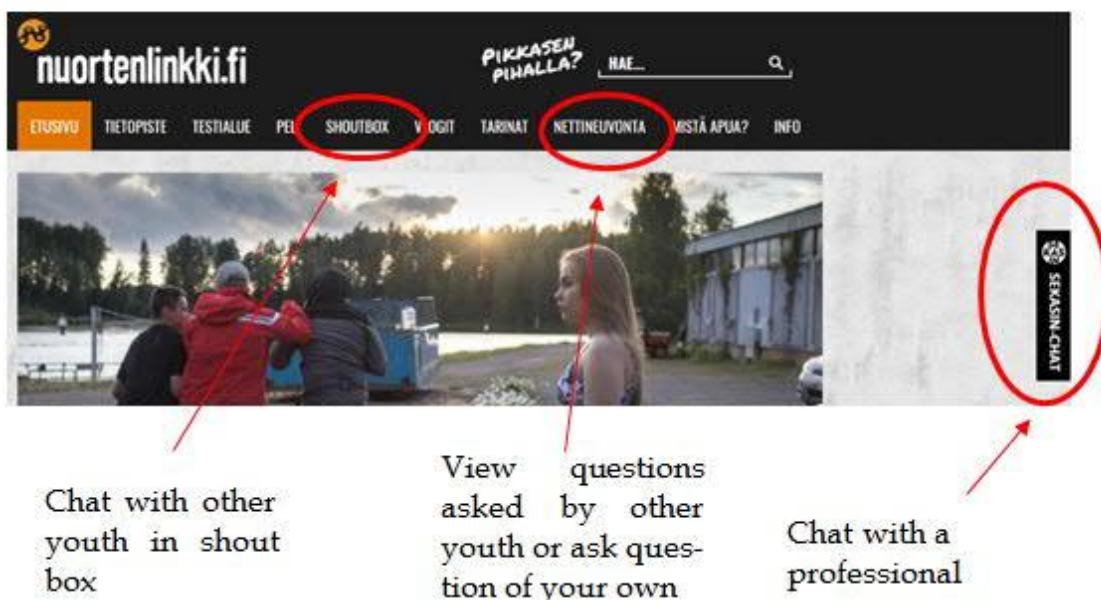 nuortenlinkki.fi
PIKKASEN
PIHALLA?
HAE...
ETUSIVU TIETOPISTE TESTIALUE PELI SHOUTBOX VLOGIT TARINAT NETTINEUVONTA MISTÄ APUA? INFO
SEKASIN-CHAT
Chat with other
youth in shout
box
View questions
asked by other
youth or ask ques-
tion of your own
Chat with a
professional